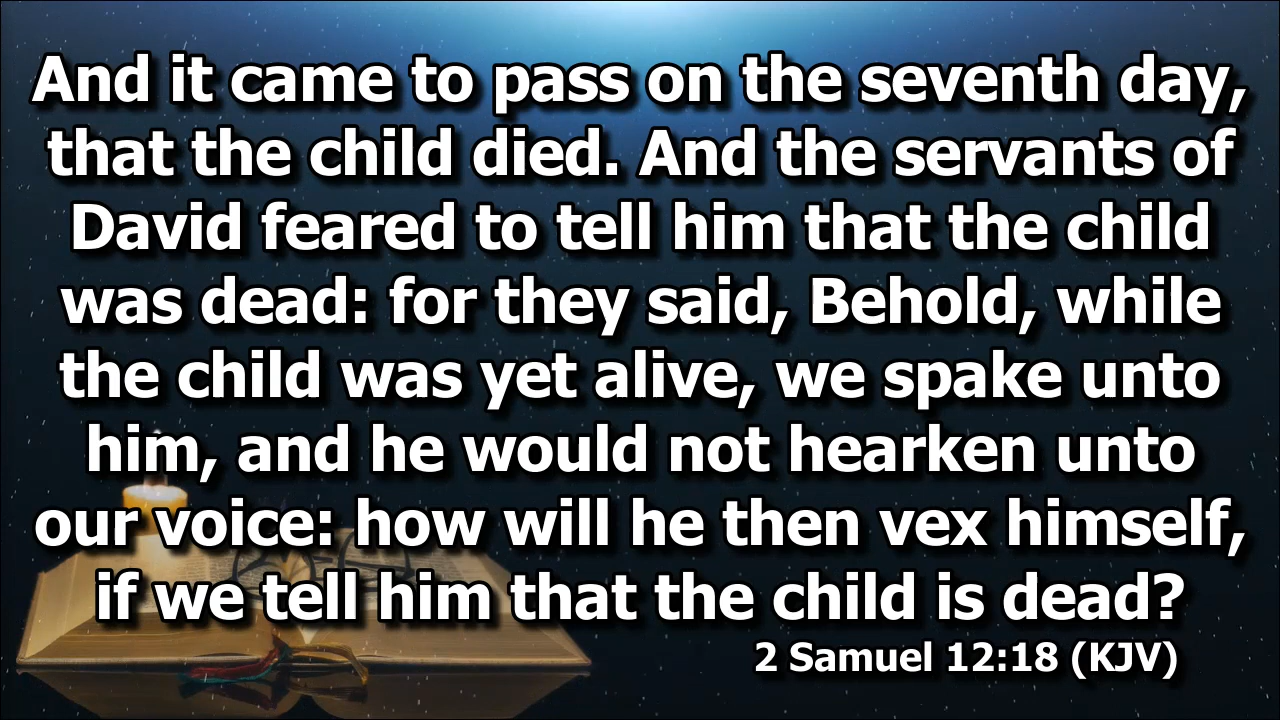 And it came to pass on the seventh day,
that the child died. And the servants of
David feared to tell him that the child
was dead: for they said, Behold, while
the child was yet alive, we spake unto
him, and he would not hearken unto
our voice: how will he then vex himself,
if we tell him that the child is dead?
2 Samuel 12:18 (KJV)